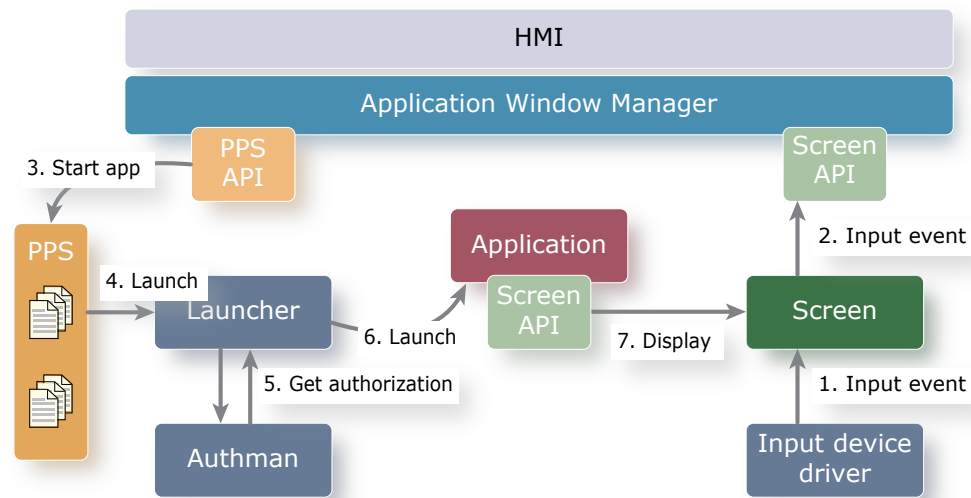 HMI
Application Window Manager
PPS
API
Screen
API
3. Start app
PPS
Application
2. Input event
4. Launch
Launcher
Screen
API
Screen
6. Launch
7. Display
5. Get authorization
1. Input event
Authman
Input device
driver